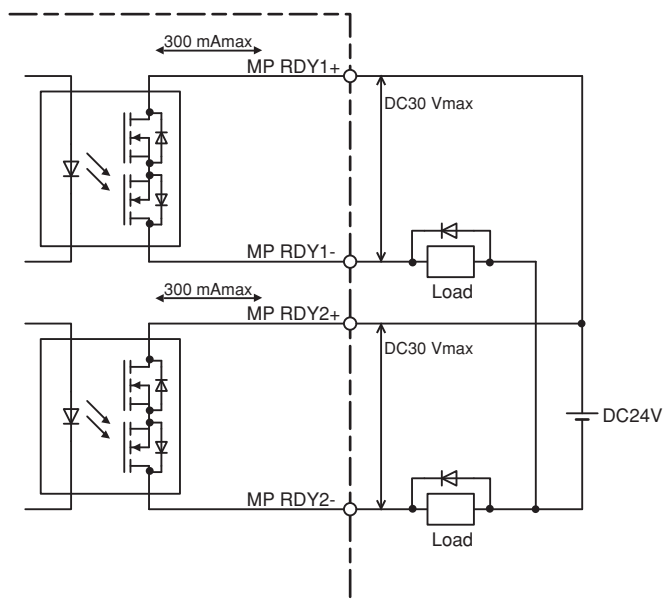 300 mAmax
MP RDY1+
DC30 Vmax
MP RDY1-
Load
300 mAmax
MP RDY2+
DC30 Vmax
DC24V
MP RDY2-
Load